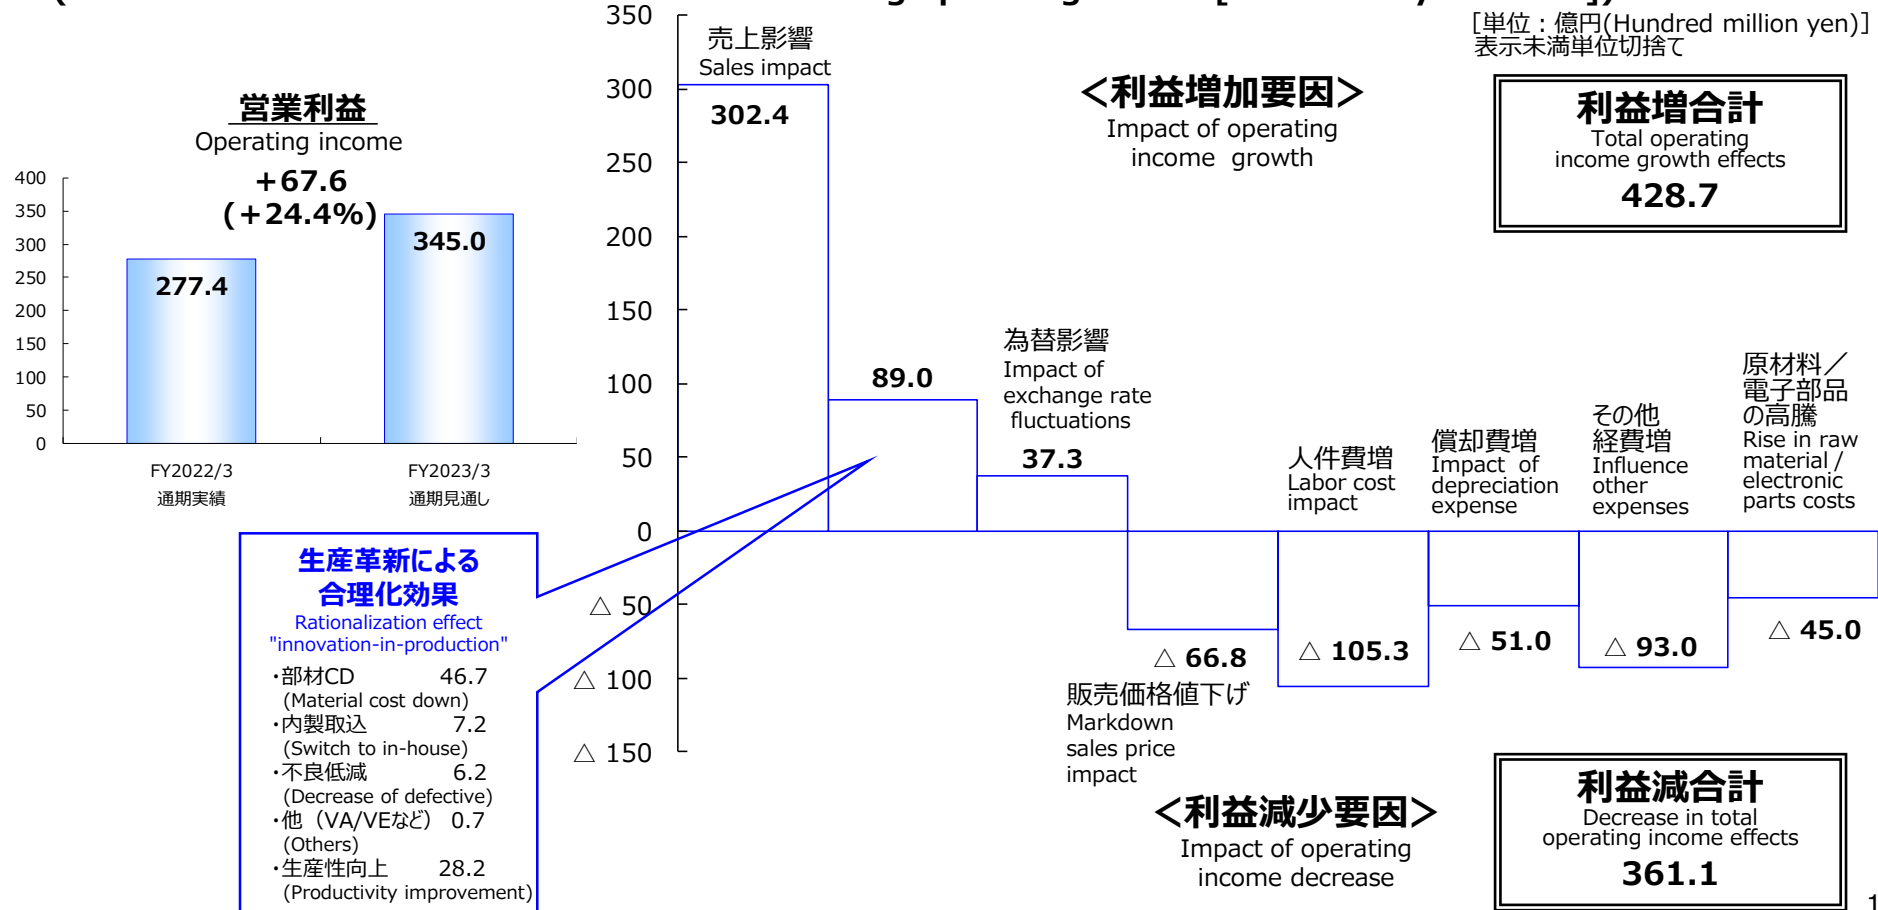 [単位：億円(Hundred million yen)]
表示未満単位切捨て
営業利益
Operating income
+67.6
(+24.4%)
400
350
300
250
200
150
100
50
0
277.4
345.0
FY2022/3
通期実績
FY2023/3
通期見通し
350
300
250
200
150
100
50
0
△ 50
△ 100
△ 150
売上影響
Sales impact
302.4
89.0
為替影響
Impact of
exchange rate
fluctuations
37.3
＜利益増加要因＞
Impact of operating
income growth
利益増合計
Total operating
income growth effects
428.7
人件費増
Labor cost
impact
償却費増
Impact of
depreciation
expense
その他
経費増
Influence
other
expenses
原材料／
電子部品
の高騰
Rise in raw
material /
electronic
parts costs
△ 66.8
△ 105.3
△ 51.0
△ 93.0
△ 45.0
販売価格値下げ
Markdown
sales price
impact
生産革新による
合理化効果
Rationalization effect
"innovation-in-production"
・部材CD 46.7
(Material cost down)
・内製取込 7.2
(Switch to in-house)
・不良低減 6.2
(Decrease of defective)
・他（VA/VEなど） 0.7
(Others)
・生産性向上 28.2
(Productivity improvement)
＜利益減少要因＞
Impact of operating
income decrease
利益減合計
Decrease in total
operating income effects
361.1
1